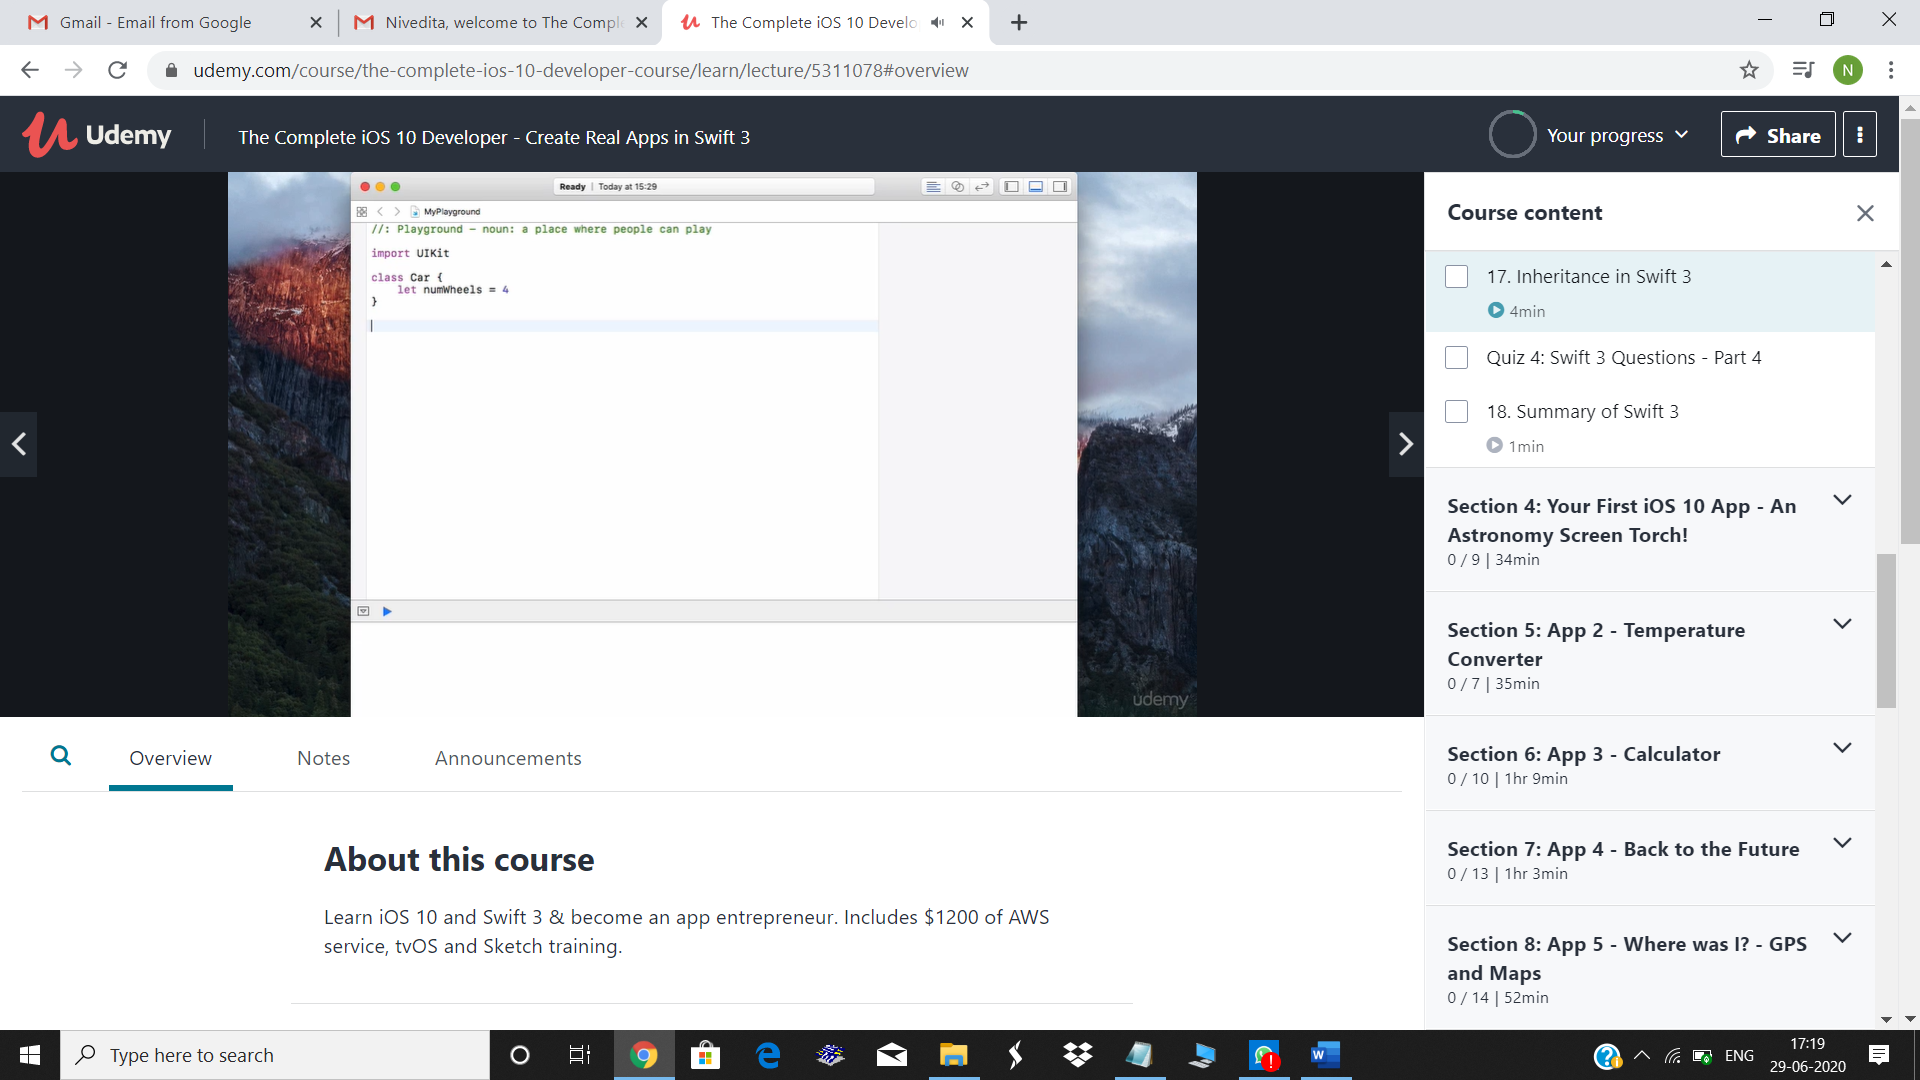 Gmail - Email from Google
Nivedita, welcome to The Compl
The Complete iOS 10 Develo
udemy.com/course/the-complete-ios-10-developer-course/learn/lecture/5311078#overview
N
Udemy
The Complete iOS 10 Developer - Create Real Apps in Swift 3
Your progress
Share
Ready | Today at 15:29
MyPlayground
//: Playground - noun: a place where people can play
import UIKit
class Car {
let numWheels = 4
}
udemy
Course content
17. Inheritance in Swift 3
4min
Quiz 4: Swift 3 Questions - Part 4
18. Summary of Swift 3
1min
Section 4: Your First iOS 10 App - An
Astronomy Screen Torch!
0 / 9 | 34min
Section 5: App 2 - Temperature
Converter
0 / 7 | 35min
Section 6: App 3 - Calculator
0 / 10 | 1hr 9min
Section 7: App 4 - Back to the Future
0 / 13 | 1hr 3min
Section 8: App 5 - Where was I? - GPS
and Maps
0 / 14 | 52min
Overview
Notes
Announcements
About this course
Learn iOS 10 and Swift 3 & become an app entrepreneur. Includes $1200 of AWS
service, tvOS and Sketch training.
Type here to search
ENG
17:19
29-06-2020